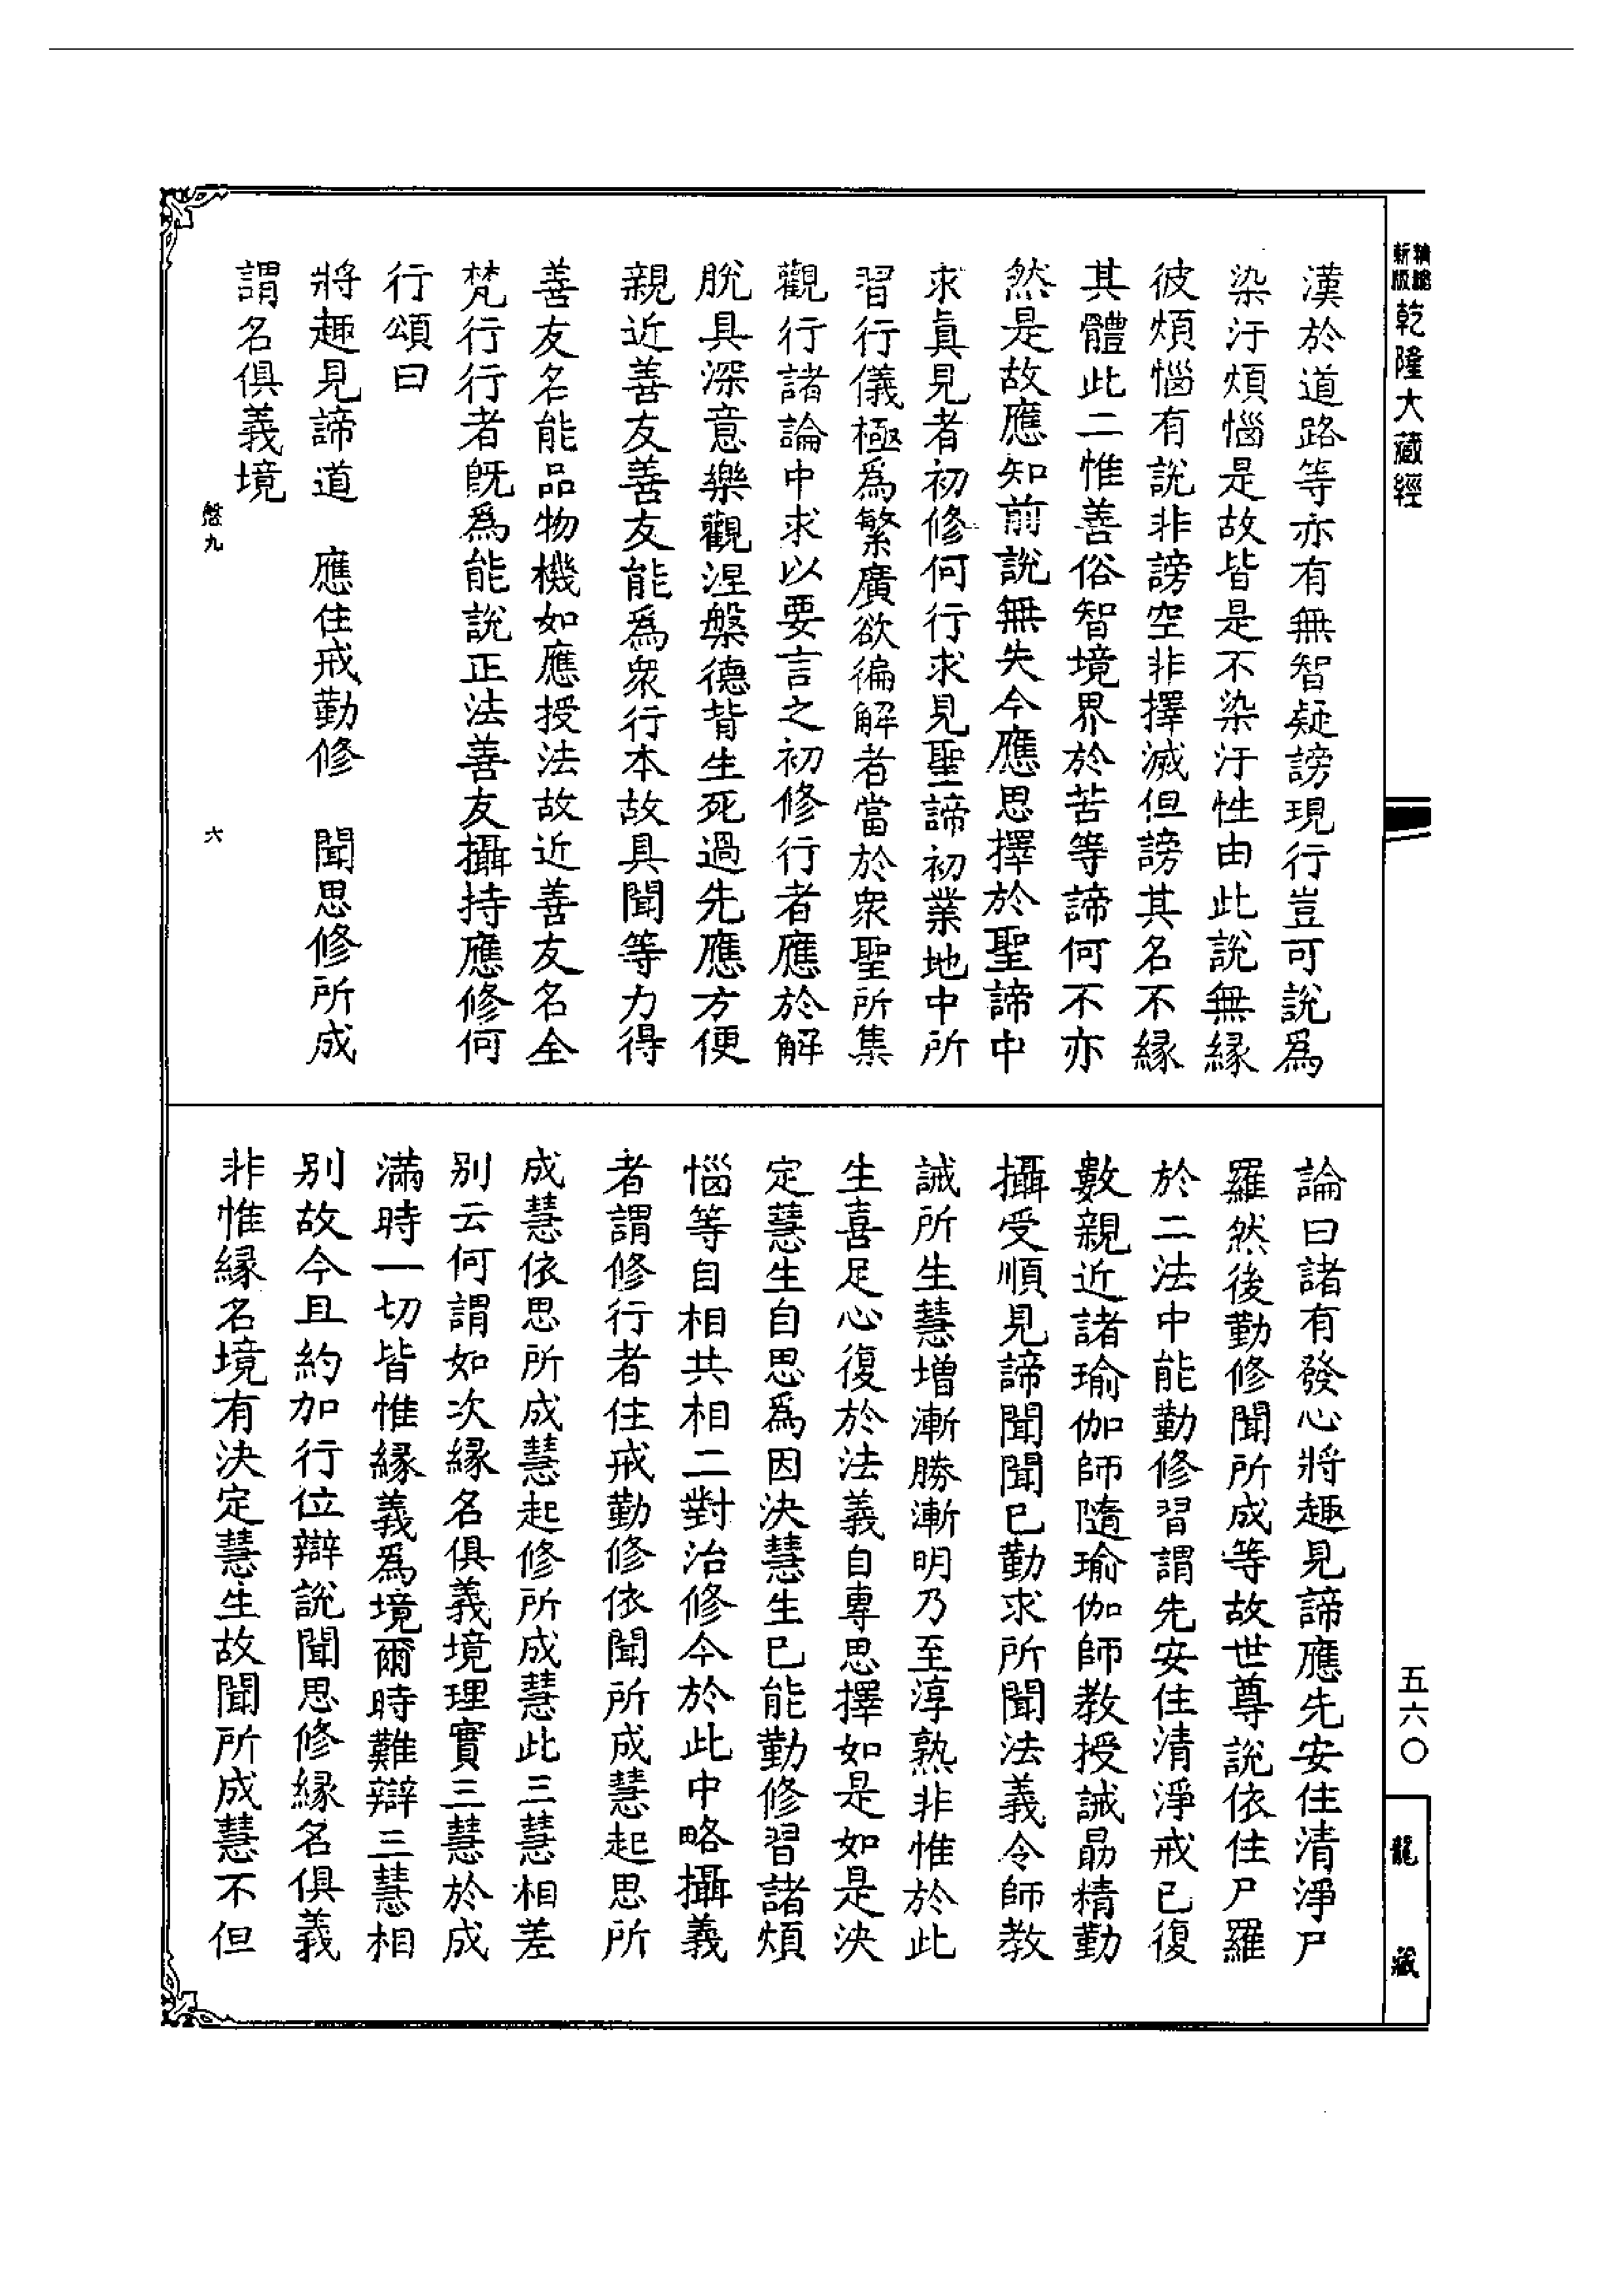 乾隆大藏經
漢於道路等亦有無智疑謗現行豈可說爲
染汙煩惱是故皆是不染汙性由此說無緣
彼煩惱有說非謗空非擇滅但謗其名不緣
其體此二惟善俗智境界於苦等諦何不亦
然是故應知前說無失今應思擇於聖諦中
求眞見者初修何行求見聖諦初業地中所
習行儀極爲繁廣欲徧解者當於衆聖所集
觀行諸論中求以要言之初修行者應於解
脫具深意樂觀涅槃德背生死過先應方便
親近善友善友能爲衆行本故具聞等力得
善友名能品物機如應授法故近善友名全
梵行行者旣爲能說正法善友攝持應修何
行頌曰
將趣見諦道　應住戒勤修　聞思修所成
謂名俱義境
九　六
論曰諸有發心將趣見諦應先安住清淨尸
羅然後勤修聞所成等故世尊說依住尸羅
於二法中能勤修習謂先安住清淨戒已復
數親近諸瑜伽師隨瑜伽師教授誡勗精勤
攝受順見諦聞聞已勤求所聞法義令師教
誡所生慧增漸勝漸明乃至淳熟非惟於此
生喜足心復於法義自專思擇如是如是決
定慧生自思爲因決慧生已能勤修習諸煩
惱等自相共相二對治修今於此中略攝義
者謂修行者住戒勤修依聞所成慧起思所
成慧依思所成慧起修所成慧此三慧相差
別云何謂如次緣名俱義境理實三慧於成
滿時一切皆惟緣義爲境爾時難辯三慧相
別故今且約加行位辯說聞思修緣名俱義
非惟緣名境有決定慧生故聞所成慧不但
五六〇
龍藏